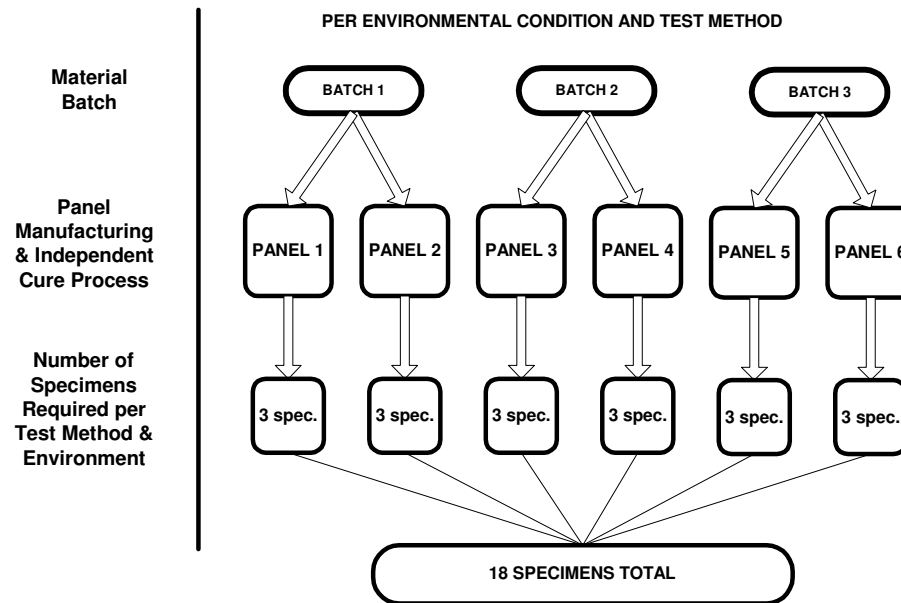 PER ENVIRONMENTAL CONDITION AND TEST METHOD
Material
Batch
BATCH 1
BATCH 2
BATCH 3
Panel
Manufacturing
& Independent
Cure Process
PANEL 1
PANEL 2
PANEL 3
PANEL 4
PANEL 5
PANEL 6
Number of
Specimens
Required per
Test Method &
Environment
3 spec.
3 spec.
3 spec.
3 spec.
3 spec.
3 spec.
18 SPECIMENS TOTAL